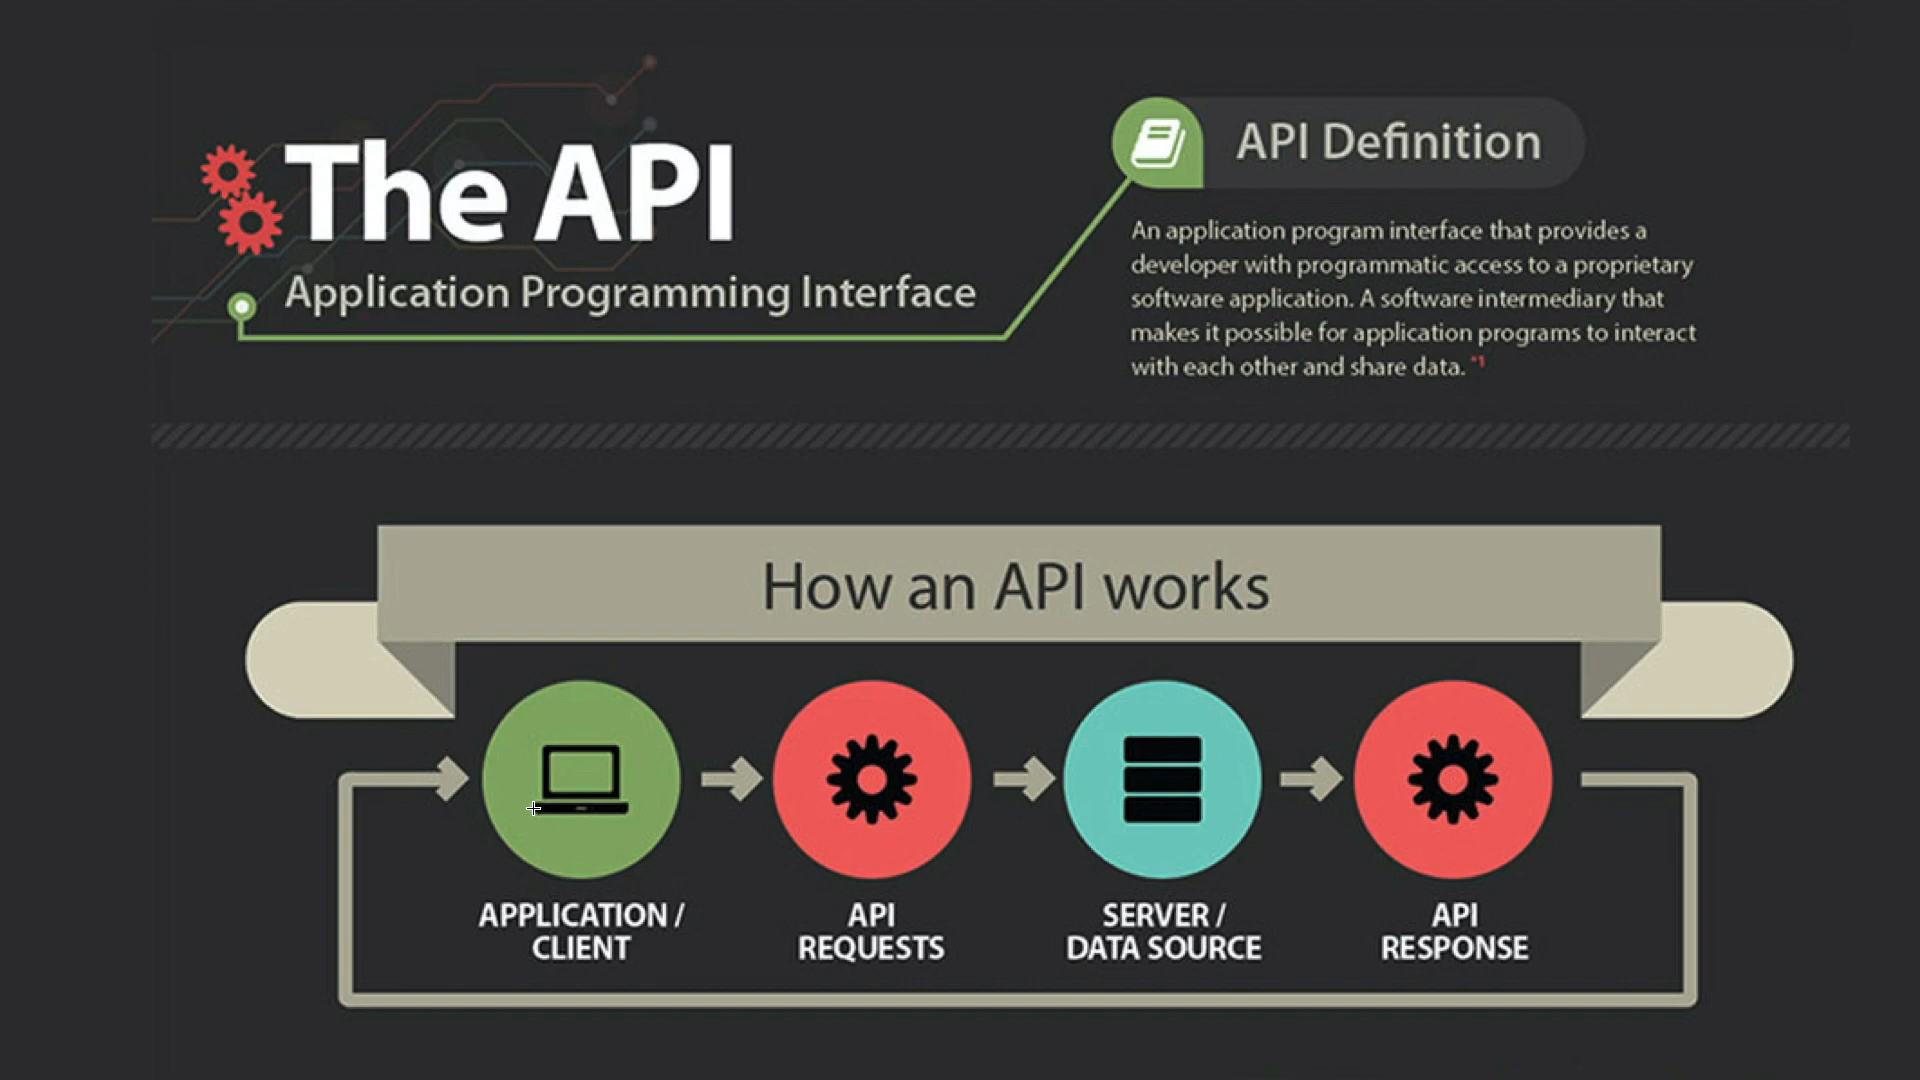 The API
Application Programming Interface
API Definition
An application program interface that provides a
developer with programmatic access to a proprietary
software application. A software intermediary that
makes it possible for application programs to interact
with each other and share data. *1
How an API works
APPLICATION /
CLIENT
API
REQUESTS
SERVER /
DATA SOURCE
API
RESPONSE